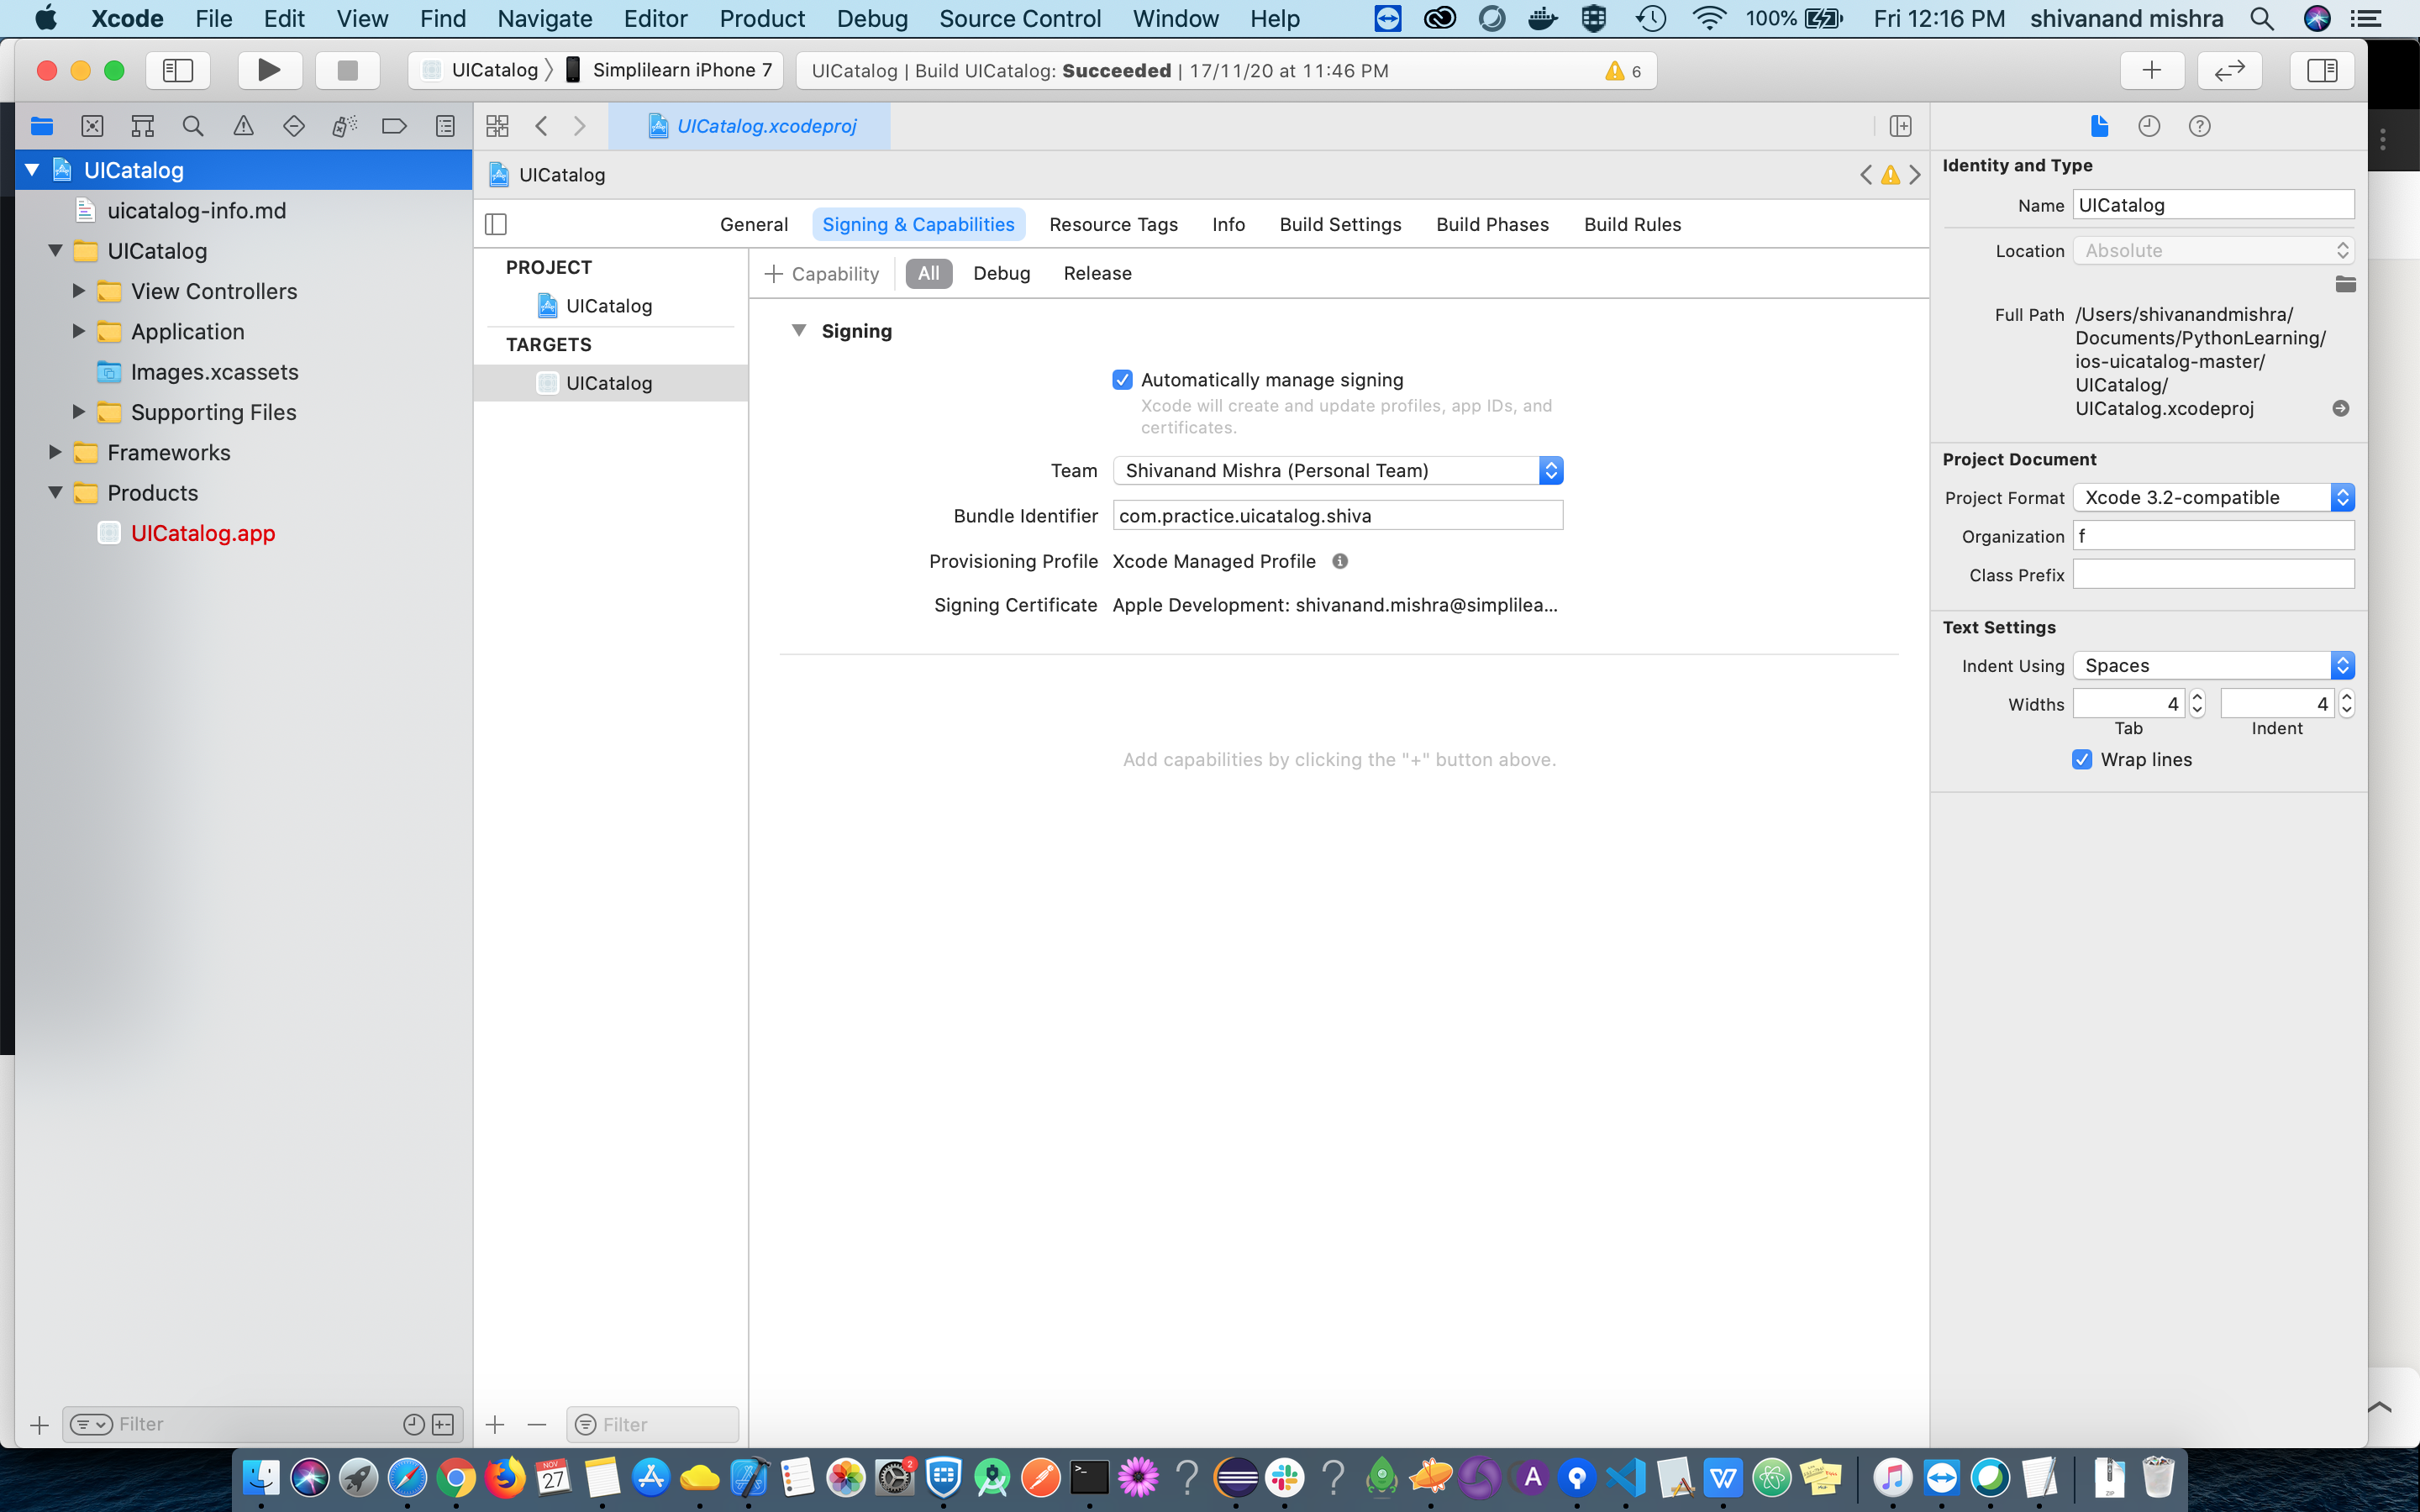 Xcode File Edit View Find Navigate Editor Product Debug Source Control Window Help 100% Fri 12:16 PM shivanand mishra
UICatalog Simplilearn iPhone 7 UICatalog | Build UICatalog: Succeeded | 17/11/20 at 11:46 PM 6
UICatalog.xcodeproj
UICatalog
uicatalog-info.md
UICatalog
View Controllers
Application
Images.xcassets
Supporting Files
Frameworks
Products
UICatalog.app
Filter
UICatalog
General Signing & Capabilities Resource Tags Info Build Settings Build Phases Build Rules
PROJECT
UICatalog
TARGETS
UICatalog
Filter
+ Capability All Debug Release
Signing
Automatically manage signing
Xcode will create and update profiles, app IDs, and
certificates.
Team Shivanand Mishra (Personal Team)
Bundle Identifier com.practice.uicatalog.shiva
Provisioning Profile Xcode Managed Profile
Signing Certificate Apple Development: shivanand.mishra@simplilea...
Add capabilities by clicking the "+" button above.
Identity and Type
Name UICatalog
Location Absolute
Full Path /Users/shivanandmishra/
Documents/PythonLearning/
ios-uicatalog-master/
UICatalog/
UICatalog.xcodeproj
Project Document
Project Format Xcode 3.2-compatible
Organization f
Class Prefix
Text Settings
Indent Using Spaces
Widths 4 4
Tab Indent
Wrap lines
NOV
27
2
A
W
ZIP